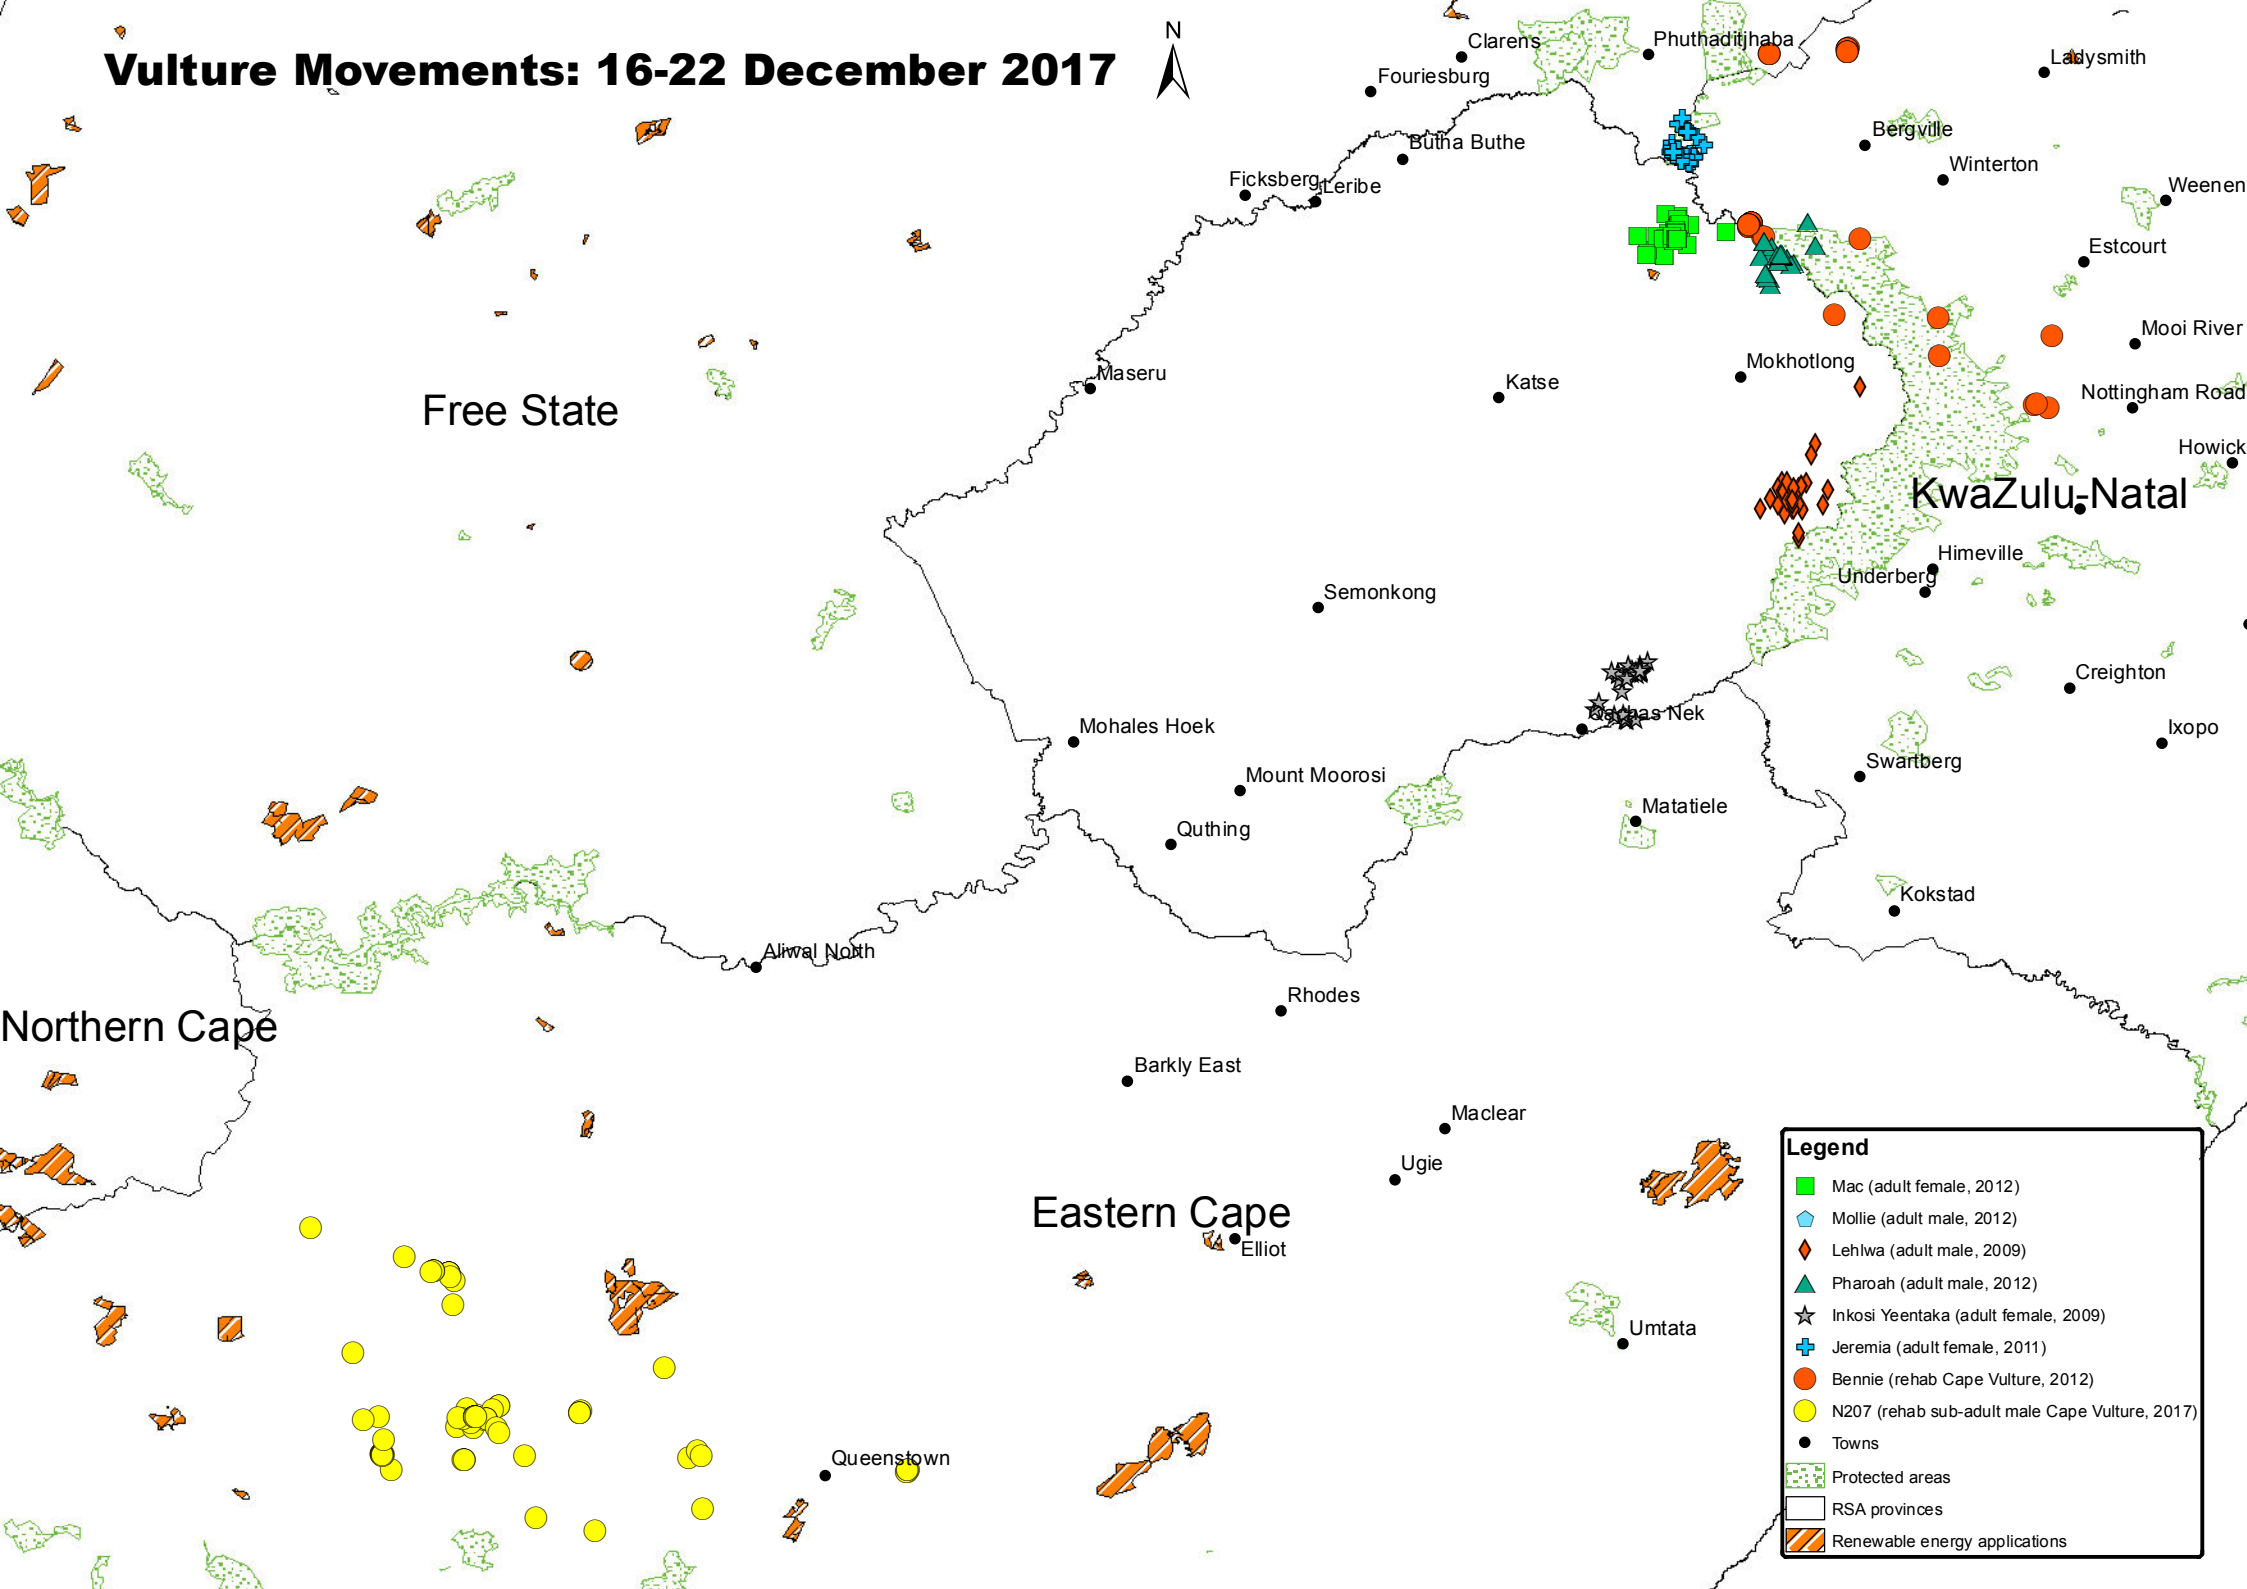 Vulture Movements: 16-22 December 2017
N
Clarens
Phuthaditjhaba
Ladysmith
Fouriesburg
Bergville
Butha Buthe
Winterton
Ficksberg
Leribe
Weenen
Estcourt
Mooi River
Mokhotlong
Maseru
Katse
Nottingham Road
Free State
Howick
KwaZulu-Natal
Himeville
Underberg
Semonkong
Creighton
Qachas Nek
Mohales Hoek
Ixopo
Swartberg
Mount Moorosi
Matatiele
Quthing
Kokstad
Aliwal North
Rhodes
Northern Cape
Barkly East
Maclear
Ugie
Eastern Cape
Elliot
Umtata
Queenstown
Legend
Mac (adult female, 2012)
Mollie (adult male, 2012)
Lehlwa (adult male, 2009)
Pharoah (adult male, 2012)
Inkosi Yeentaka (adult female, 2009)
Jeremia (adult female, 2011)
Bennie (rehab Cape Vulture, 2012)
N207 (rehab sub-adult male Cape Vulture, 2017)
Towns
Protected areas
RSA provinces
Renewable energy applications